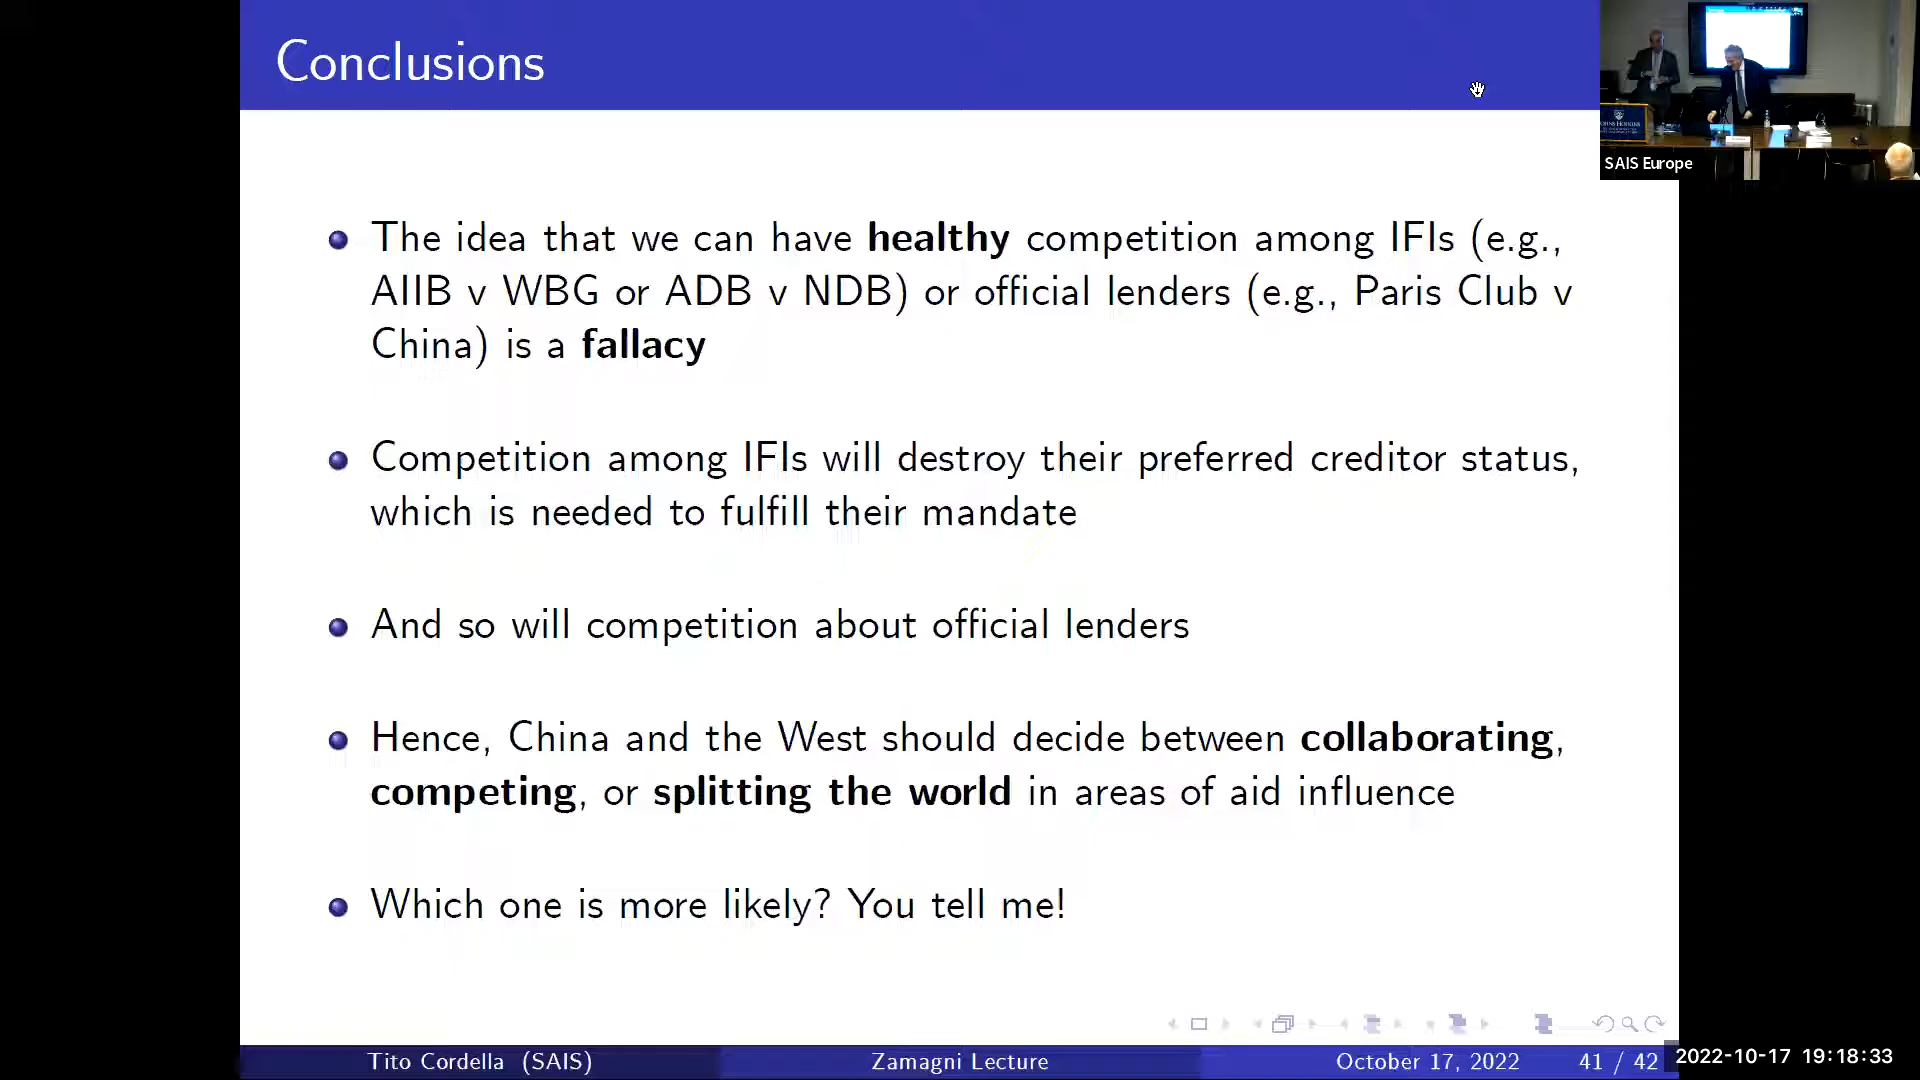 Conclusions
The idea that we can have healthy competition among IFIs (e.g.,
AIIB v WBG or ADB v NDB) or official lenders (e.g., Paris Club v
China) is a fallacy
Competition among IFIs will destroy their preferred creditor status,
which is needed to fulfill their mandate
And so will competition about official lenders
Hence, China and the West should decide between collaborating,
competing, or splitting the world in areas of aid influence
Which one is more likely? You tell me!
Tito Cordella (SAIS)
Zamagni Lecture
October 17, 2022
41 / 42
SAIS Europe
2022-10-17 19:18:33